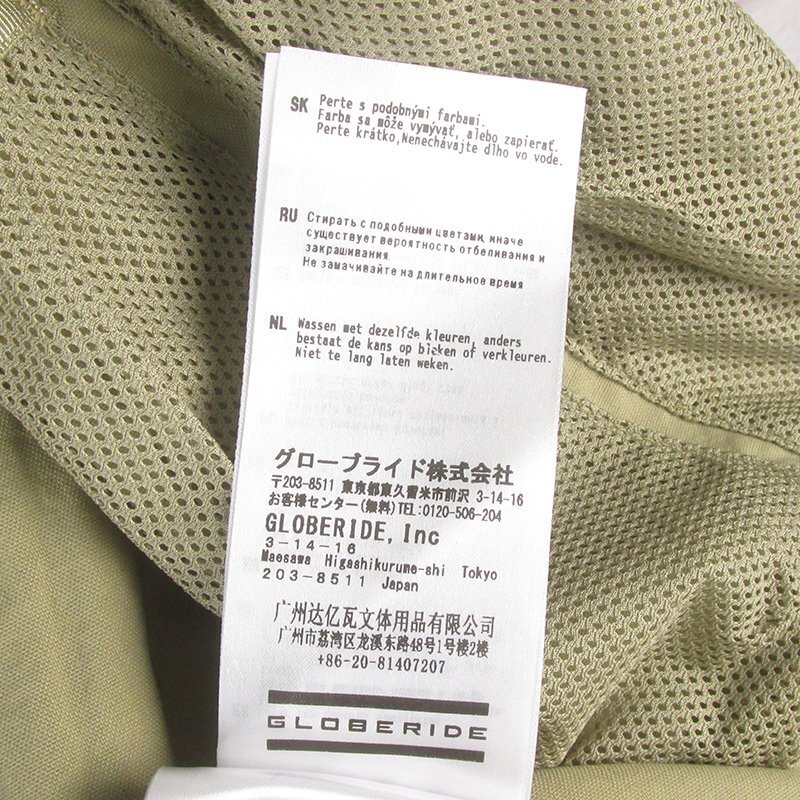 SK Perte s podobnými farbami.
Farba sa môže vymývať, alebo zapierať.
Perte krátko,Nenechávajte dlho vo vode.
RU Стирать с подобными цветами, иначе
существует вероятность отбеливания и
закрашивания.
Не замачивайте на длительное время
NL Wassen met dezelfde kleuren, anders
bestaat de kans op bleken of verkleuren.
Niet te lang laten weken.
グローブライド株式会社
〒203-8511 東京都東久留米市前沢 3-14-16
お客様センター(無料)TEL:0120-506-204
GLOBERIDE, Inc
3-14-16
Maesawa Higashikurume-shi Tokyo
203-8511 Japan
广州达亿瓦文体用品有限公司
广州市荔湾区龙溪东路48号1号楼2楼
+86-20-81407207
GLOBERIDE